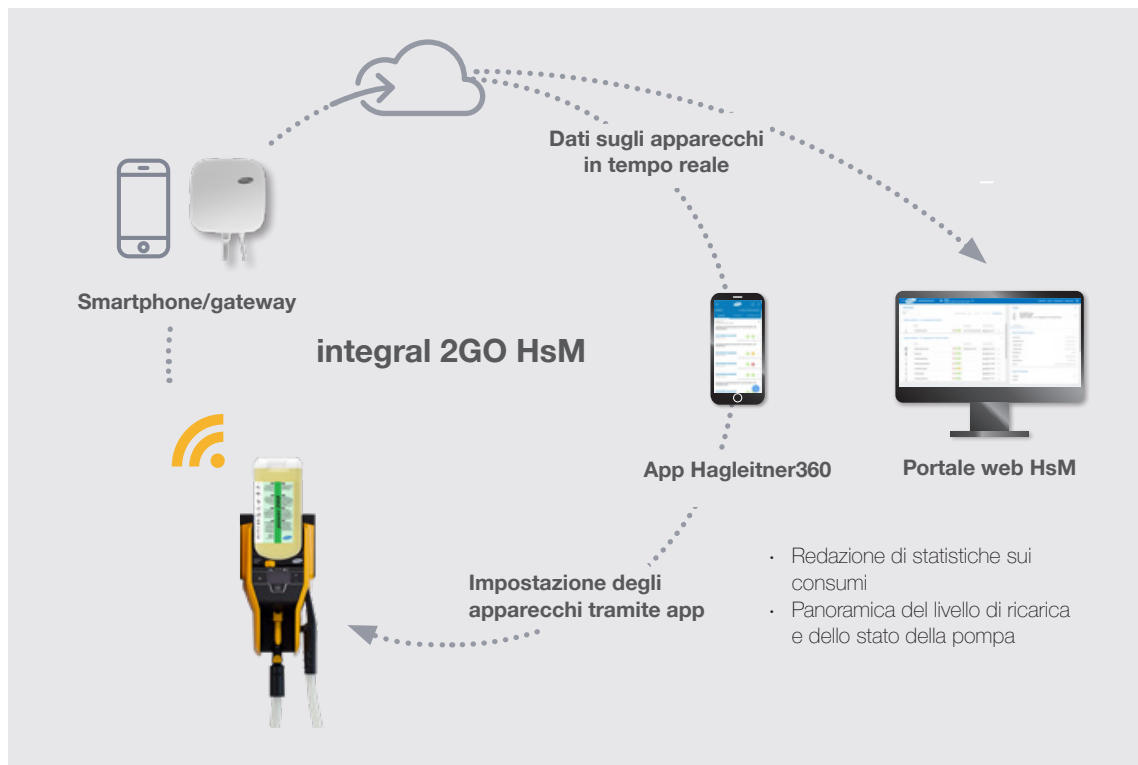 Dati sugli apparecchi
in tempo reale
Smartphone/gateway
integral 2GO HsM
App Hagleitner360
Portale web HsM
Impostazione degli
apparecchi tramite app
· Redazione di statistiche sui
consumi
· Panoramica del livello di ricarica
e dello stato della pompa